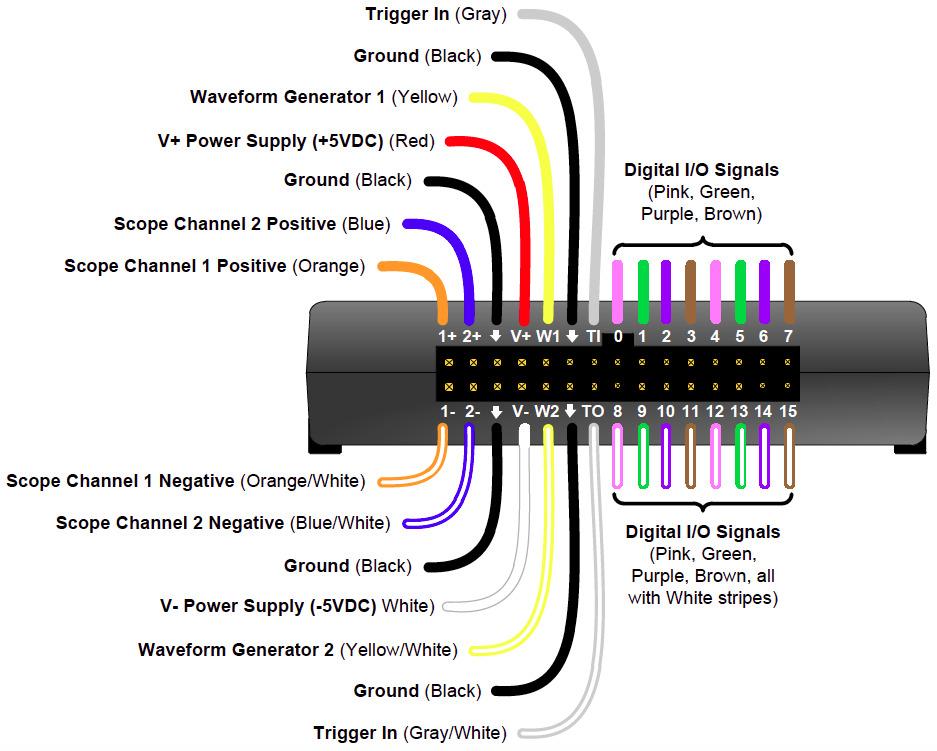 Trigger In (Gray)
Ground (Black)
Waveform Generator 1 (Yellow)
V+ Power Supply (+5VDC) (Red)
Ground (Black)
Scope Channel 2 Positive (Blue)
Scope Channel 1 Positive (Orange)
Digital I/O Signals
(Pink, Green,
Purple, Brown)
1+ 2+ V+ W1 TI 0 1 2 3 4 5 6 7
1- 2- V- W2 TO 8 9 10 11 12 13 14 15
Scope Channel 1 Negative (Orange/White)
Scope Channel 2 Negative (Blue/White)
Ground (Black)
V- Power Supply (-5VDC) White)
Waveform Generator 2 (Yellow/White)
Ground (Black)
Trigger In (Gray/White)
Digital I/O Signals
(Pink, Green,
Purple, Brown, all
with White stripes)